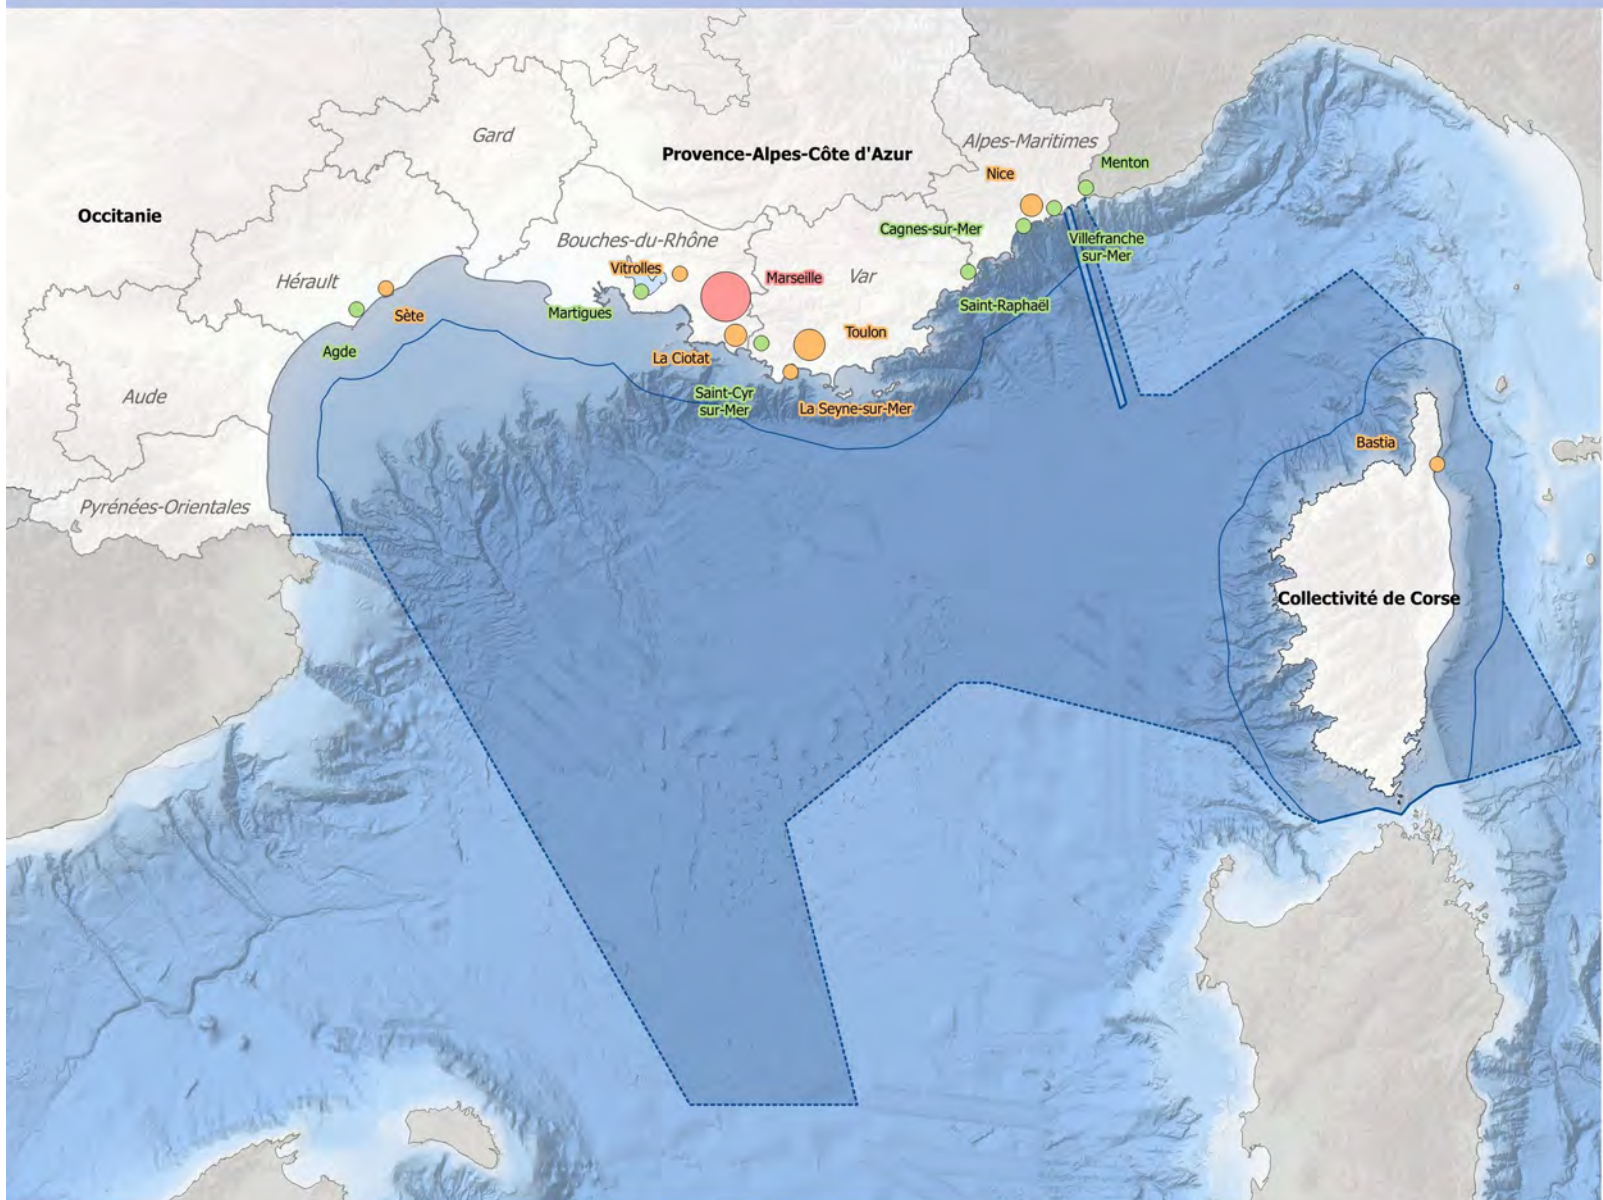 Gard
Provence-Alpes-Côte d'Azur
Alpes-Maritimes
Menton
Nice
Occitanie
Cagnes-sur-Mer
Bouches-du-Rhône
Villefranche
sur-Mer
Vitrolles
Marseille
Var
Hérault
Saint-Raphaël
Martigues
Sète
Toulon
Agde
La Ciotat
Aude
Saint-Cyr
sur-Mer
La Seyne-sur-Mer
Bastia
Pyrénées-Orientales
Collectivité de Corse